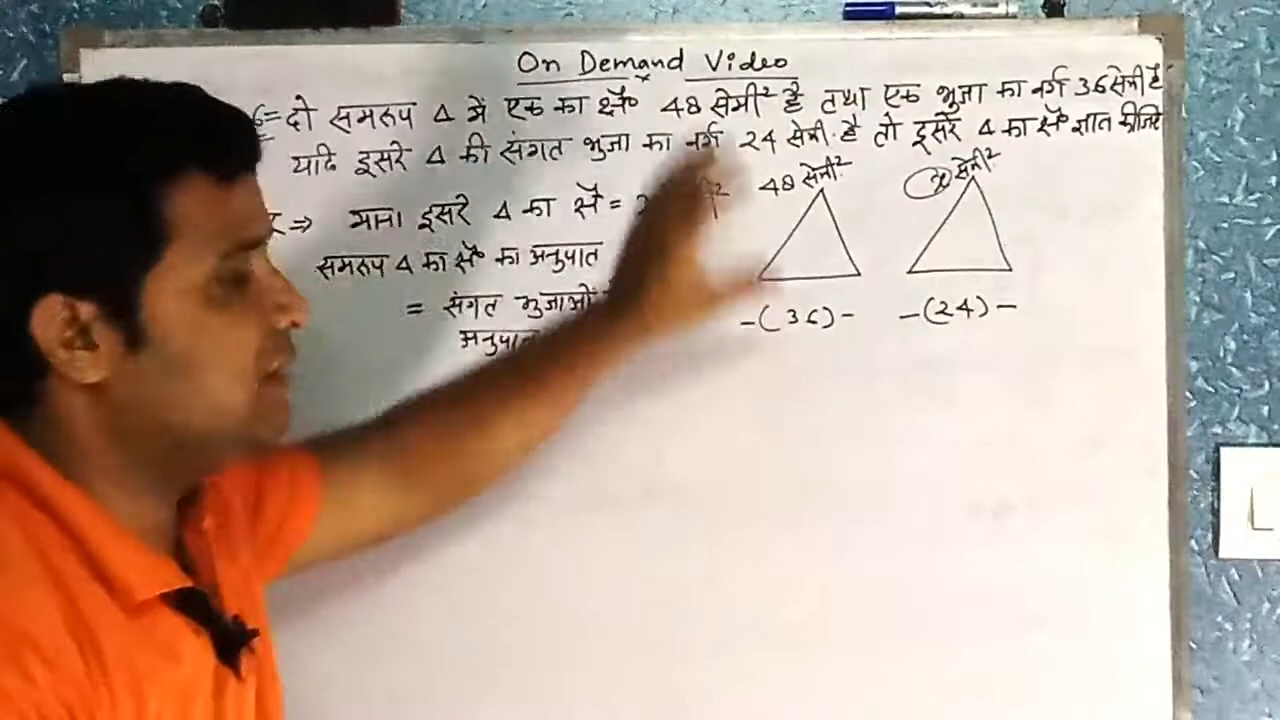 On Demand Video
दो समरूप Δ में एक का क्षे० 48 सेमी² है तथा एक भुजा का वर्ग 36 सेमी है
यदि दूसरे Δ की संगत भुजा का वर्ग 24 सेमी. है तो दूसरे Δ का क्षे० ज्ञात कीजिए
48 सेमी² x सेमी²
⇒ माना दूसरे Δ का क्षे० =
समरूप Δ का क्षे० का अनुपात
= संगत भुजाओं
-(36)- -(24)-
अनुपात